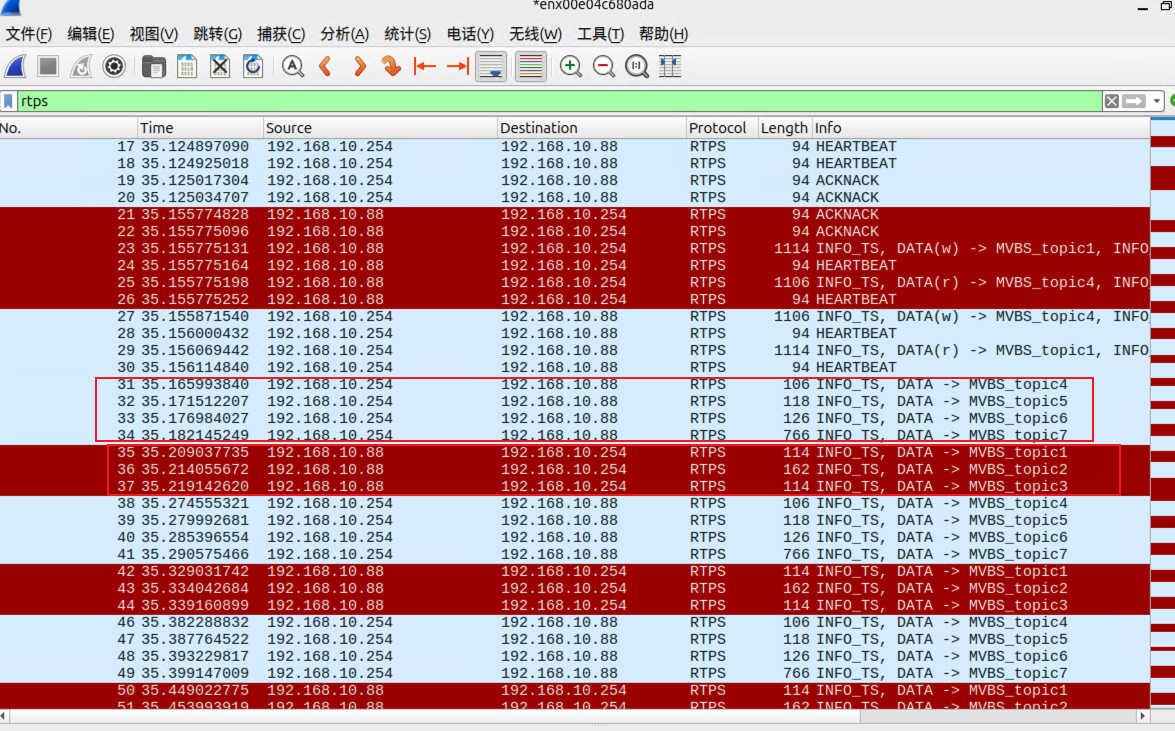 *enx00e04c680ada
文件(F) 编辑(E) 视图(V) 跳转(G) 捕获(C) 分析(A) 统计(S) 电话(Y) 无线(W) 工具(T) 帮助(H)
rtps
No. Time Source Destination Protocol Length Info
17 35.124897090 192.168.10.254 192.168.10.88 RTPS 94 HEARTBEAT
18 35.124925018 192.168.10.254 192.168.10.88 RTPS 94 HEARTBEAT
19 35.125017304 192.168.10.254 192.168.10.88 RTPS 94 ACKNACK
20 35.125034707 192.168.10.254 192.168.10.88 RTPS 94 ACKNACK
21 35.155774828 192.168.10.88 192.168.10.254 RTPS 94 ACKNACK
22 35.155775096 192.168.10.88 192.168.10.254 RTPS 94 ACKNACK
23 35.155775131 192.168.10.88 192.168.10.254 RTPS 1114 INFO_TS, DATA(w) -> MVBS_topic1, INFO
24 35.155775164 192.168.10.88 192.168.10.254 RTPS 94 HEARTBEAT
25 35.155775198 192.168.10.88 192.168.10.254 RTPS 1106 INFO_TS, DATA(r) -> MVBS_topic4, INFO
26 35.155775252 192.168.10.88 192.168.10.254 RTPS 94 HEARTBEAT
27 35.155871540 192.168.10.254 192.168.10.88 RTPS 1106 INFO_TS, DATA(w) -> MVBS_topic4, INFO
28 35.156000432 192.168.10.254 192.168.10.88 RTPS 94 HEARTBEAT
29 35.156069442 192.168.10.254 192.168.10.88 RTPS 1114 INFO_TS, DATA(r) -> MVBS_topic1, INFO
30 35.156114840 192.168.10.254 192.168.10.88 RTPS 94 HEARTBEAT
31 35.165993840 192.168.10.254 192.168.10.88 RTPS 106 INFO_TS, DATA -> MVBS_topic4
32 35.171512207 192.168.10.254 192.168.10.88 RTPS 118 INFO_TS, DATA -> MVBS_topic5
33 35.176984027 192.168.10.254 192.168.10.88 RTPS 126 INFO_TS, DATA -> MVBS_topic6
34 35.182145249 192.168.10.254 192.168.10.88 RTPS 766 INFO_TS, DATA -> MVBS_topic7
35 35.209037735 192.168.10.88 192.168.10.254 RTPS 114 INFO_TS, DATA -> MVBS_topic1
36 35.214055672 192.168.10.88 192.168.10.254 RTPS 162 INFO_TS, DATA -> MVBS_topic2
37 35.219142620 192.168.10.88 192.168.10.254 RTPS 114 INFO_TS, DATA -> MVBS_topic3
38 35.274555321 192.168.10.254 192.168.10.88 RTPS 106 INFO_TS, DATA -> MVBS_topic4
39 35.279992681 192.168.10.254 192.168.10.88 RTPS 118 INFO_TS, DATA -> MVBS_topic5
40 35.285396554 192.168.10.254 192.168.10.88 RTPS 126 INFO_TS, DATA -> MVBS_topic6
41 35.290575466 192.168.10.254 192.168.10.88 RTPS 766 INFO_TS, DATA -> MVBS_topic7
42 35.329031742 192.168.10.88 192.168.10.254 RTPS 114 INFO_TS, DATA -> MVBS_topic1
43 35.334042684 192.168.10.88 192.168.10.254 RTPS 162 INFO_TS, DATA -> MVBS_topic2
44 35.339160899 192.168.10.88 192.168.10.254 RTPS 114 INFO_TS, DATA -> MVBS_topic3
46 35.382288832 192.168.10.254 192.168.10.88 RTPS 106 INFO_TS, DATA -> MVBS_topic4
47 35.387764522 192.168.10.254 192.168.10.88 RTPS 118 INFO_TS, DATA -> MVBS_topic5
48 35.393229817 192.168.10.254 192.168.10.88 RTPS 126 INFO_TS, DATA -> MVBS_topic6
49 35.399147009 192.168.10.254 192.168.10.88 RTPS 766 INFO_TS, DATA -> MVBS_topic7
50 35.449022775 192.168.10.88 192.168.10.254 RTPS 114 INFO_TS, DATA -> MVBS_topic1
51 35.453993919 192.168.10.88 192.168.10.254 RTPS 162 INFO_TS, DATA -> MVBS_topic2